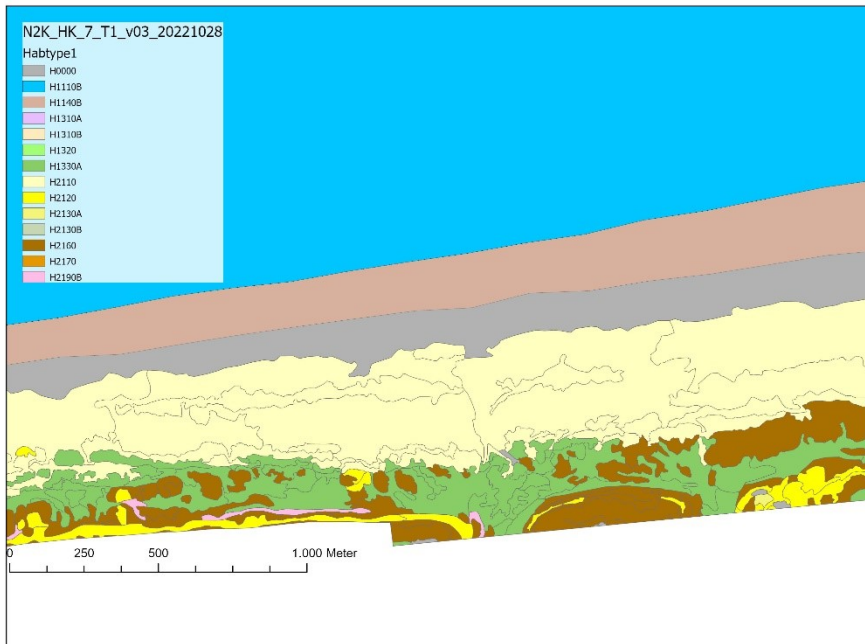 N2K_HK_7_T1_v03_20221028
Habtype1
H0000
H1110B
H1140B
H1310A
H1310B
H1320
H1330A
H2110
H2120
H2130A
H2130B
H2160
H2170
H2190B
0 250 500 1.000 Meter